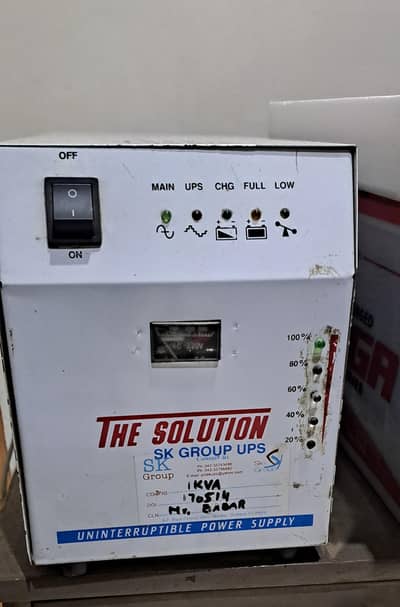 OFF
MAIN UPS CHG FULL LOW
O
I
ON
100%
80%
60%
40%
20%
THE SOLUTION
SK GROUP UPS
SK
Group
1KVA
170514
Mr. BABAR
UNINTERRUPTIBLE POWER SUPPLY
GA